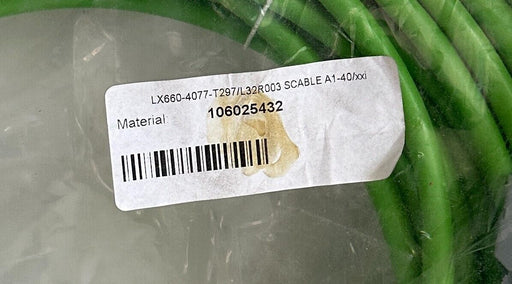 LX660-4077-T297/L32R003 SCABLE A1-40/xxi
Material 106025432